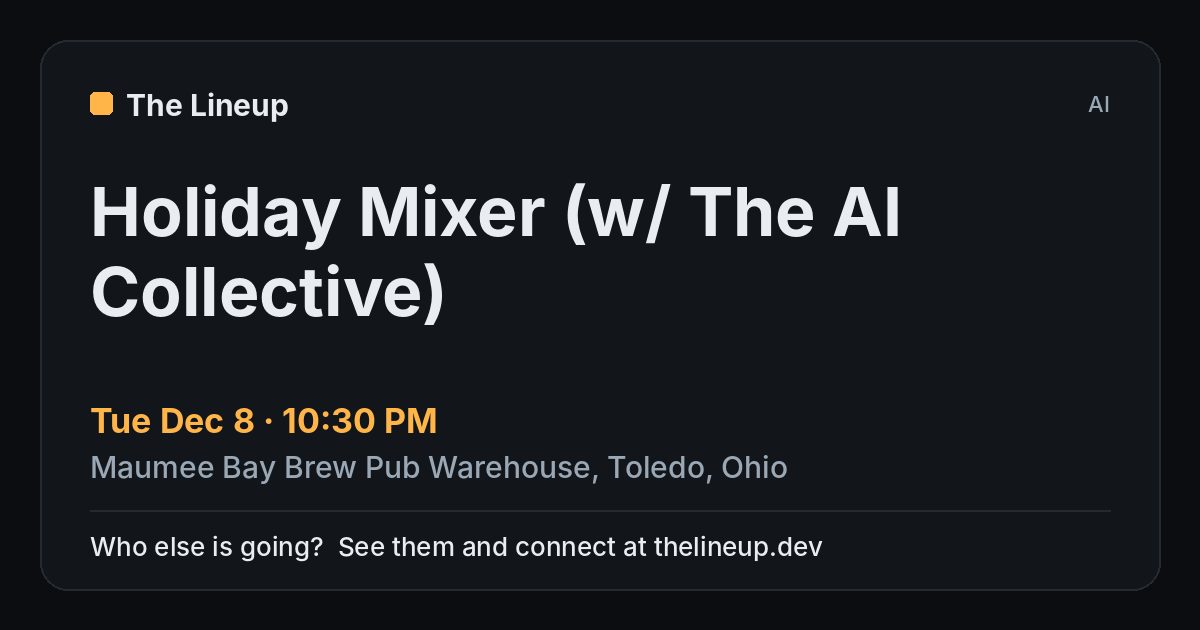 The Lineup
AI
Holiday Mixer (w/ The AI
Collective)
Tue Dec 8 · 10:30 PM
Maumee Bay Brew Pub Warehouse, Toledo, Ohio
Who else is going? See them and connect at thelineup.dev